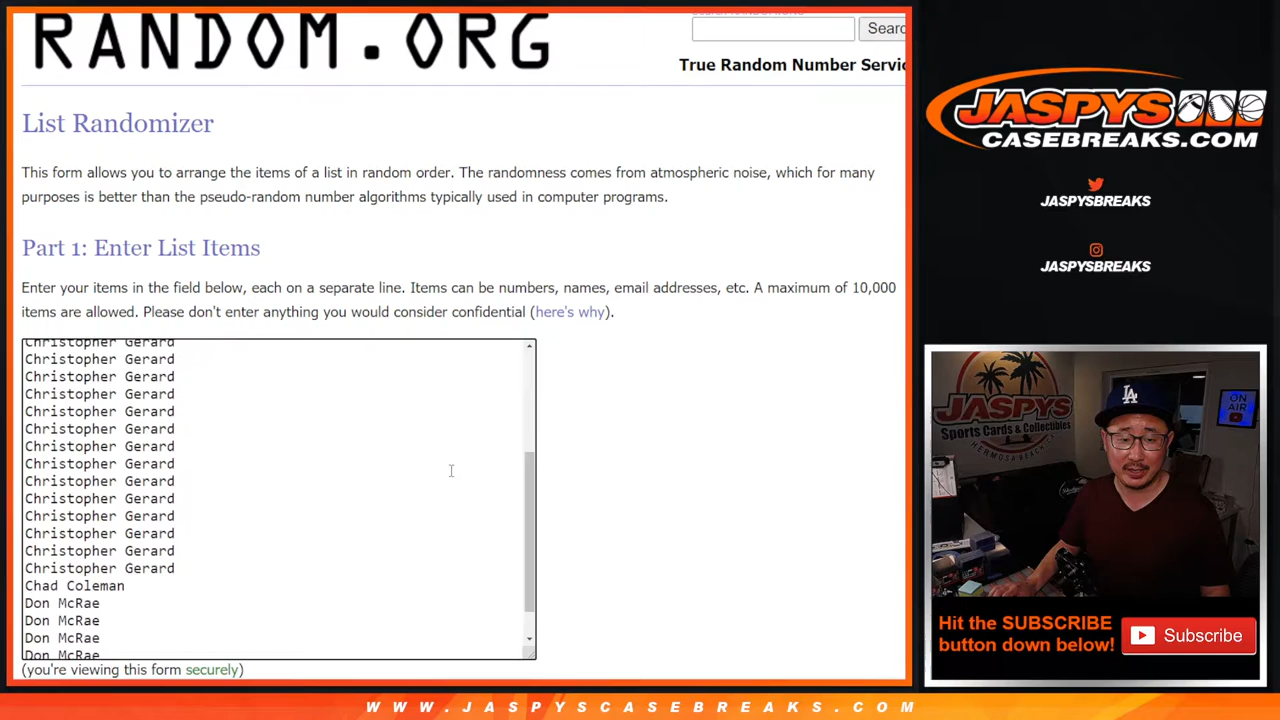 RANDOM.ORG
Searc
True Random Number Servic
List Randomizer
This form allows you to arrange the items of a list in random order. The randomness comes from atmospheric noise, which for many
purposes is better than the pseudo-random number algorithms typically used in computer programs.
Part 1: Enter List Items
Enter your items in the field below, each on a separate line. Items can be numbers, names, email addresses, etc. A maximum of 10,000
items are allowed. Please don't enter anything you would consider confidential (here's why).
Christopher Gerard
Christopher Gerard
Christopher Gerard
Christopher Gerard
Christopher Gerard
Christopher Gerard
Christopher Gerard
Christopher Gerard
Christopher Gerard
Christopher Gerard
Christopher Gerard
Christopher Gerard
Christopher Gerard
Christopher Gerard
Chad Coleman
Don McRae
Don McRae
Don McRae
Don McRae
(you're viewing this form securely)
JASPYS
CASEBREAKS.COM
JASPYSBREAKS
JASPYSBREAKS
JASPYS
Sports Cards & Collectibles
HERMOSA BEACH
LA
ON
AIR
Hit the SUBSCRIBE
button down below!
Subscribe
WWW.JASPYSCASEBREAKS.COM